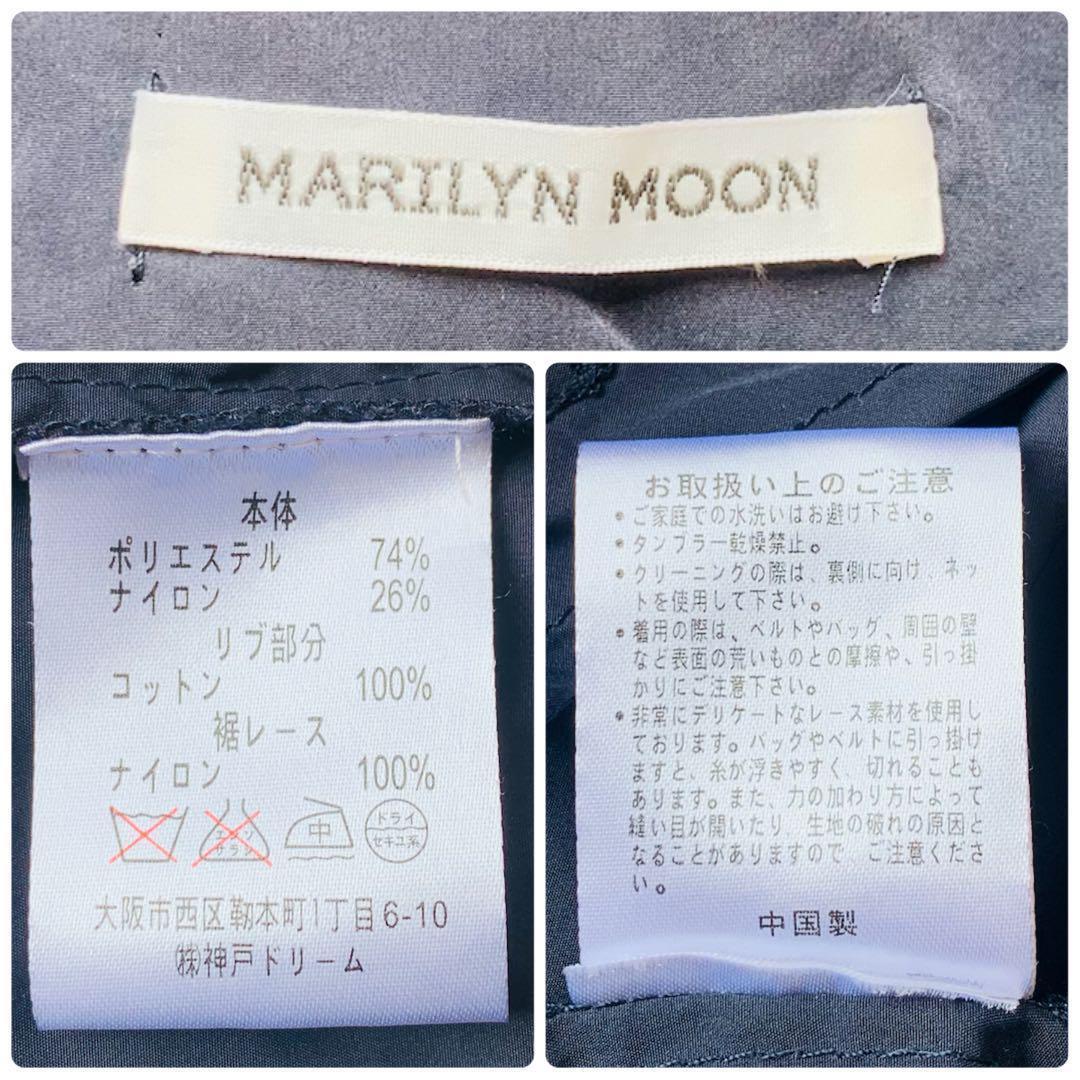 MARILYN MOON
本体
ポリエステル 74%
ナイロン 26%
リブ部分
コットン 100%
裾レース
ナイロン 100%
エンソ
サラシ
中
ドライ
セキユ系
大阪市西区靭本町1丁目6-10
㈱神戸ドリーム
お取扱い上のご注意
・ご家庭での水洗いはお避け下さい。
・タンブラー乾燥禁止。
・クリーニングの際は、裏側に向け、ネッ
トを使用して下さい。
・着用の際は、ベルトやバッグ、周囲の壁
など表面の荒いものとの摩擦や、引っ掛
かりにご注意下さい。
・非常にデリケートなレース素材を使用し
ております。バッグやベルトに引っ掛け
ますと、糸が浮きやすく、切れることも
あります。また、力の加わり方によって
縫い目が開いたり、生地の破れの原因と
なることがありますので、ご注意くださ
い。
中国製